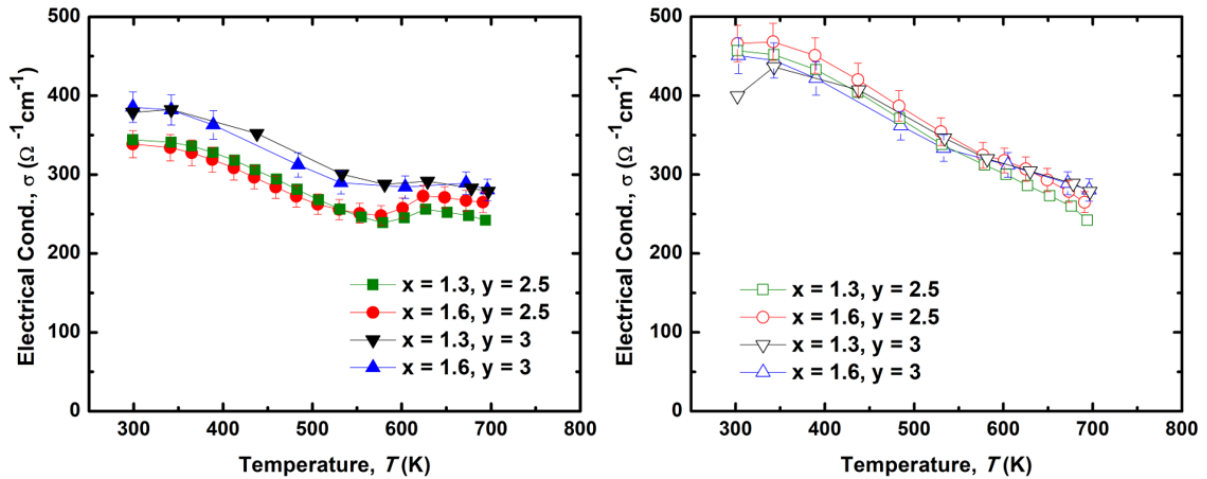 500
400
300
200
100
0
Electrical Cond., σ (Ω⁻¹cm⁻¹)
x = 1.3, y = 2.5
x = 1.6, y = 2.5
x = 1.3, y = 3
x = 1.6, y = 3
300 400 500 600 700 800
Temperature, T (K)
500
400
300
200
100
0
Electrical Cond., σ (Ω⁻¹cm⁻¹)
x = 1.3, y = 2.5
x = 1.6, y = 2.5
x = 1.3, y = 3
x = 1.6, y = 3
300 400 500 600 700 800
Temperature, T (K)